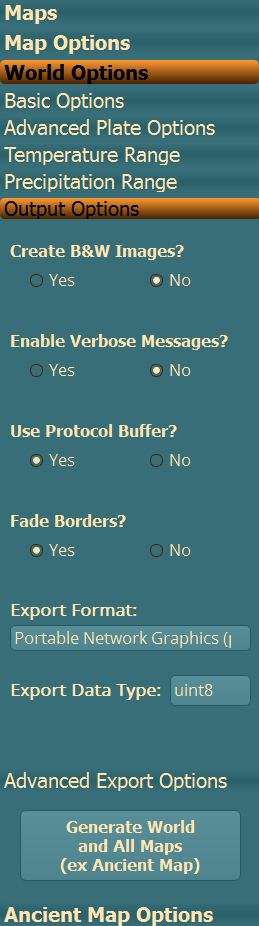 Maps
Map Options
World Options
Basic Options
Advanced Plate Options
Temperature Range
Precipitation Range
Output Options
Create B&W Images?
Yes No
Enable Verbose Messages?
Yes No
Use Protocol Buffer?
Yes No
Fade Borders?
Yes No
Export Format:
Portable Network Graphics (p
Export Data Type: uint8
Advanced Export Options
Generate World
and All Maps
(ex Ancient Map)
Ancient Map Options